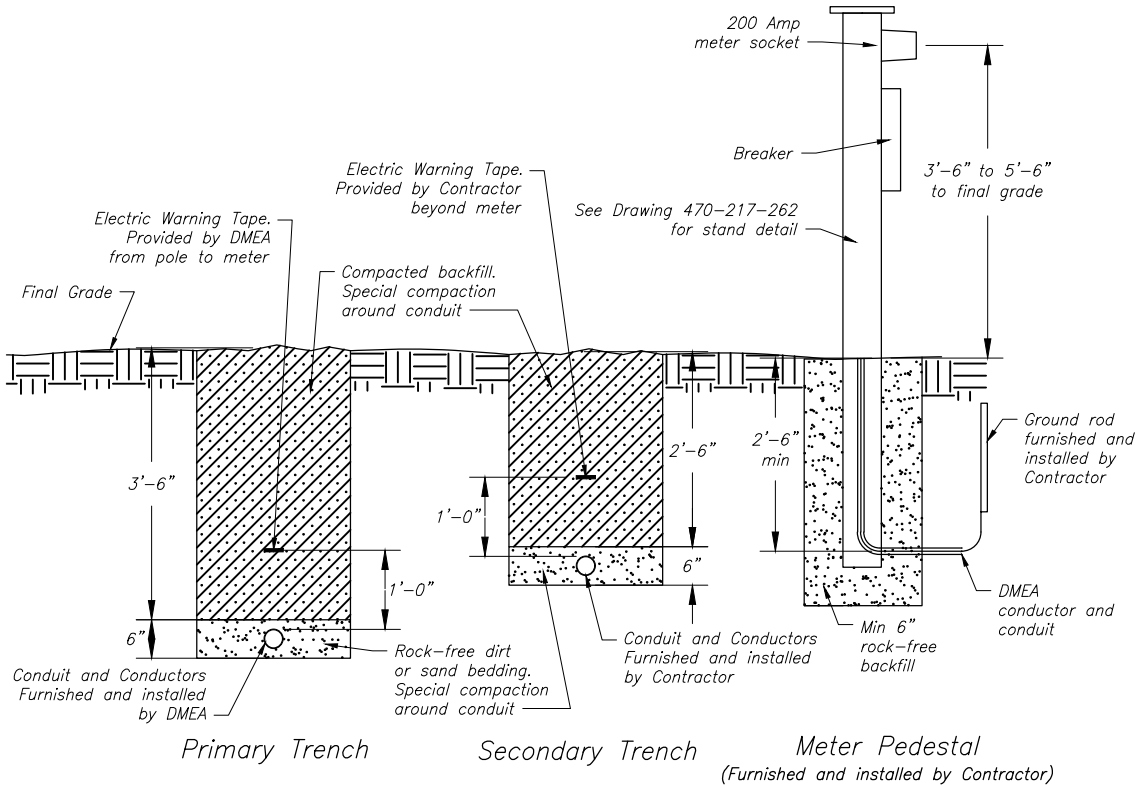 200 Amp
meter socket
Breaker
3'-6" to 5'-6"
to final grade
Electric Warning Tape.
Provided by Contractor
beyond meter
See Drawing 470-217-262
for stand detail
Electric Warning Tape.
Provided by DMEA
from pole to meter
Compacted backfill.
Special compaction
around conduit
Final Grade
3'-6"
1'-0"
6"
2'-6"
1'-0"
6"
2'-6"
min
Ground rod
furnished and
installed by
Contractor
DMEA
conductor and
conduit
Min 6"
rock-free
backfill
Conduit and Conductors
Furnished and installed
by Contractor
Rock-free dirt
or sand bedding.
Special compaction
around conduit
Conduit and Conductors
Furnished and installed
by DMEA
Primary Trench
Secondary Trench
Meter Pedestal
(Furnished and installed by Contractor)